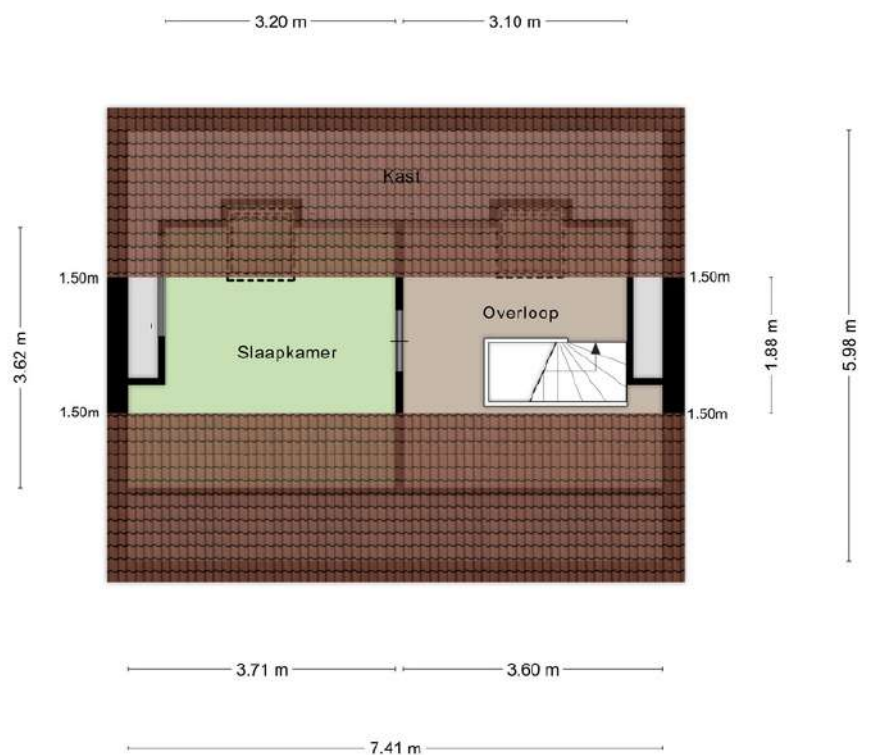 3.20 m
3.10 m
Kast
1.50m
1.50m
Overloop
Slaapkamer
3.62 m
1.88 m
5.98 m
1.50m
1.50m
3.71 m
3.60 m
7.41 m